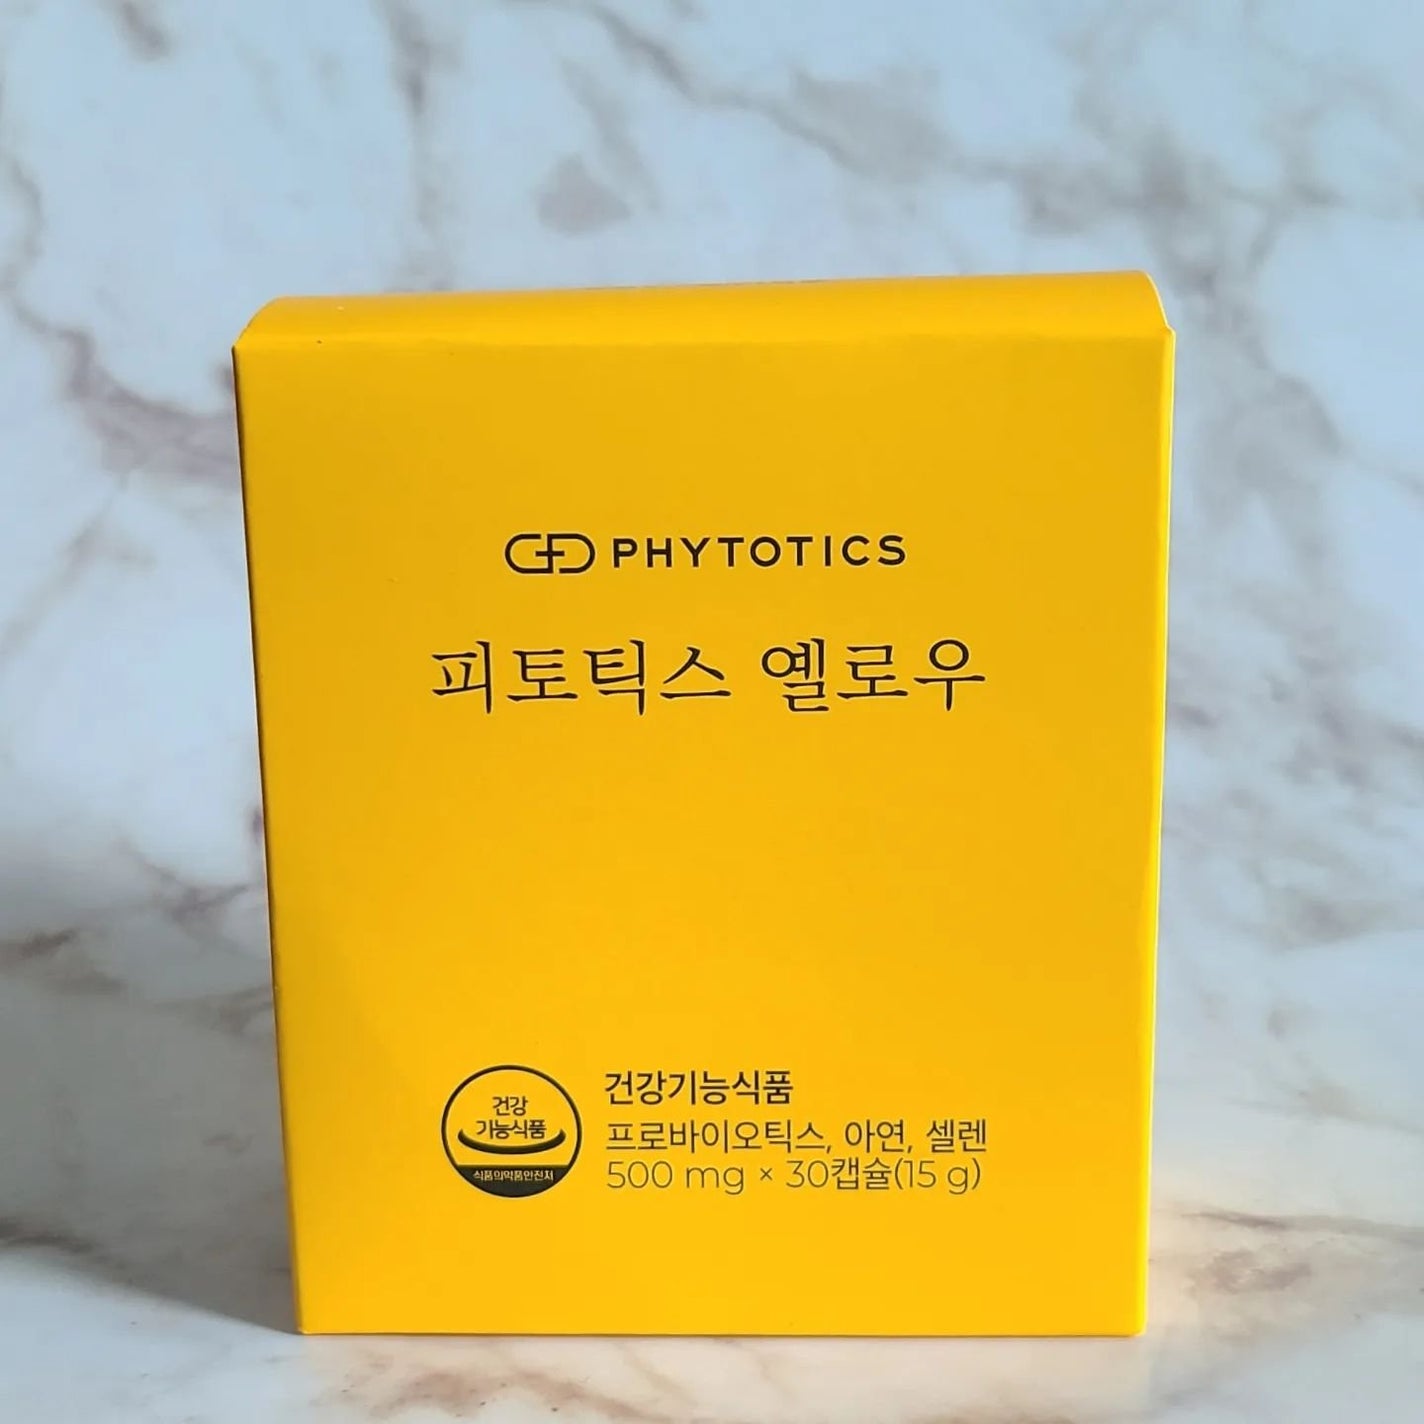 PHYTOTICS
피토틱스 옐로우
건강
기능식품
식품의약품안전처
건강기능식품
프로바이오틱스, 아연, 셀렌
500 mg × 30캡슐(15 g)